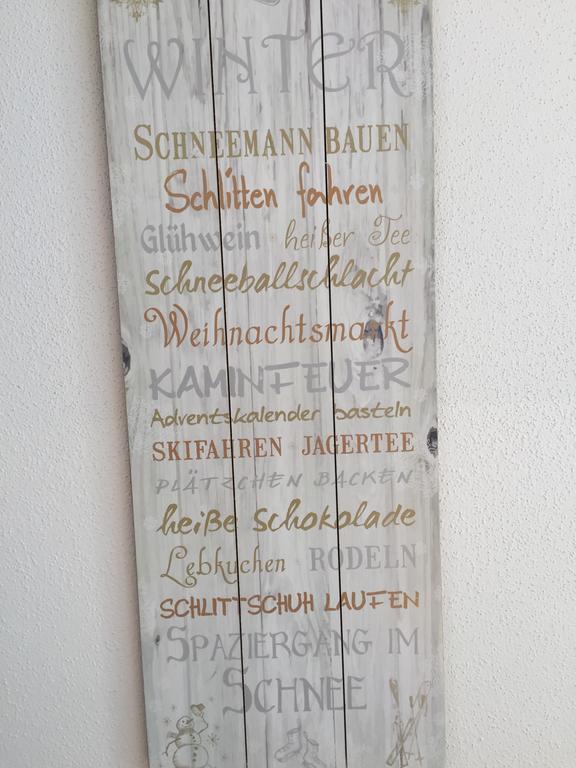 WINTER
SCHNEEMANN BAUEN
Schlitten fahren
Glühwein heißer Tee
Schneeballschlacht
Weihnachtsmarkt
KAMINFEUER
Adventskalender basteln
SKIFAHREN JAGERTEE
PLÄTZCHEN BACKEN
heiße Schokolade
Lebkuchen RODELN
SCHLITTSCHUH LAUFEN
SPAZIERGANG IM
SCHNEE